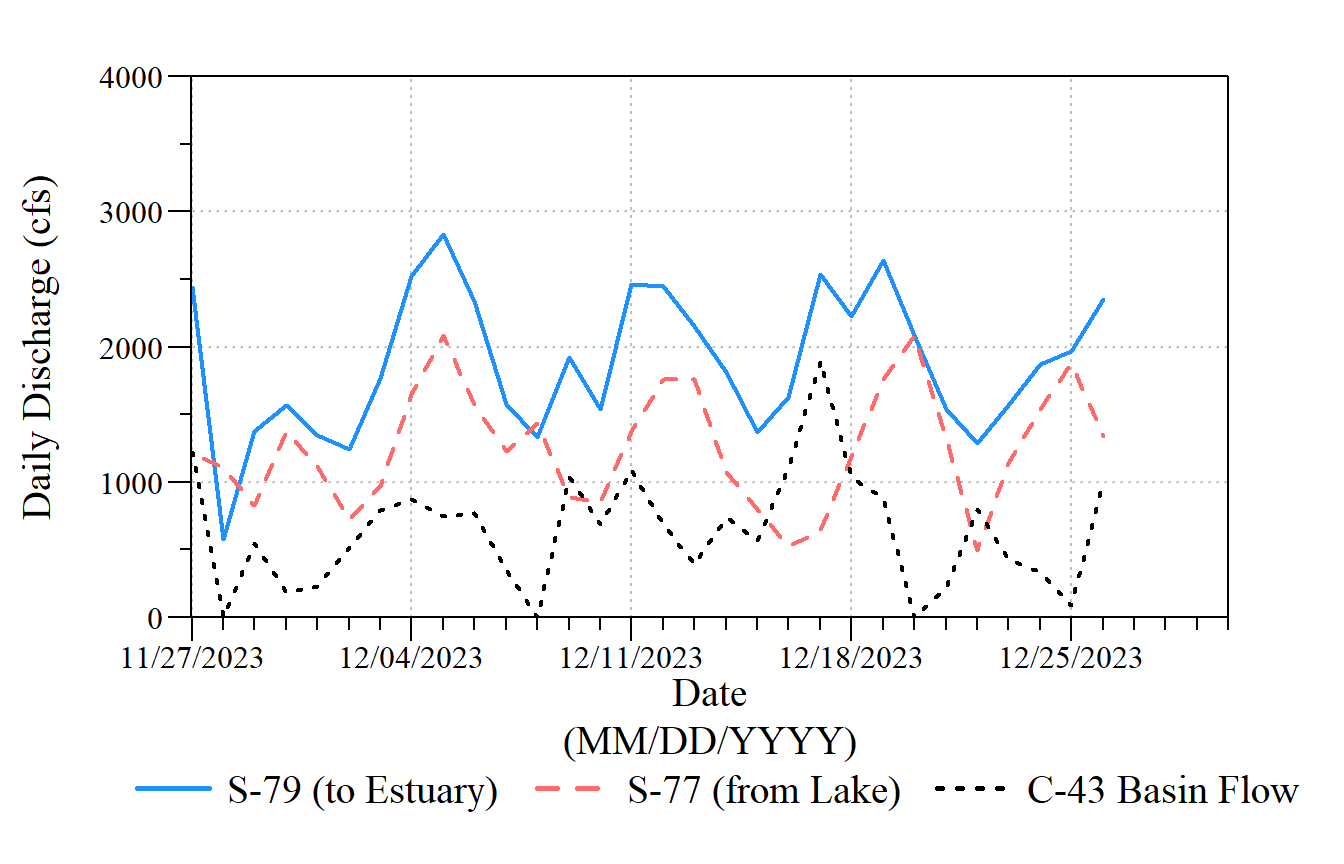 Daily Discharge (cfs)
4000
3000
2000
1000
0
11/27/2023 12/04/2023 12/11/2023 12/18/2023 12/25/2023
Date
(MM/DD/YYYY)
S-79 (to Estuary) S-77 (from Lake) C-43 Basin Flow